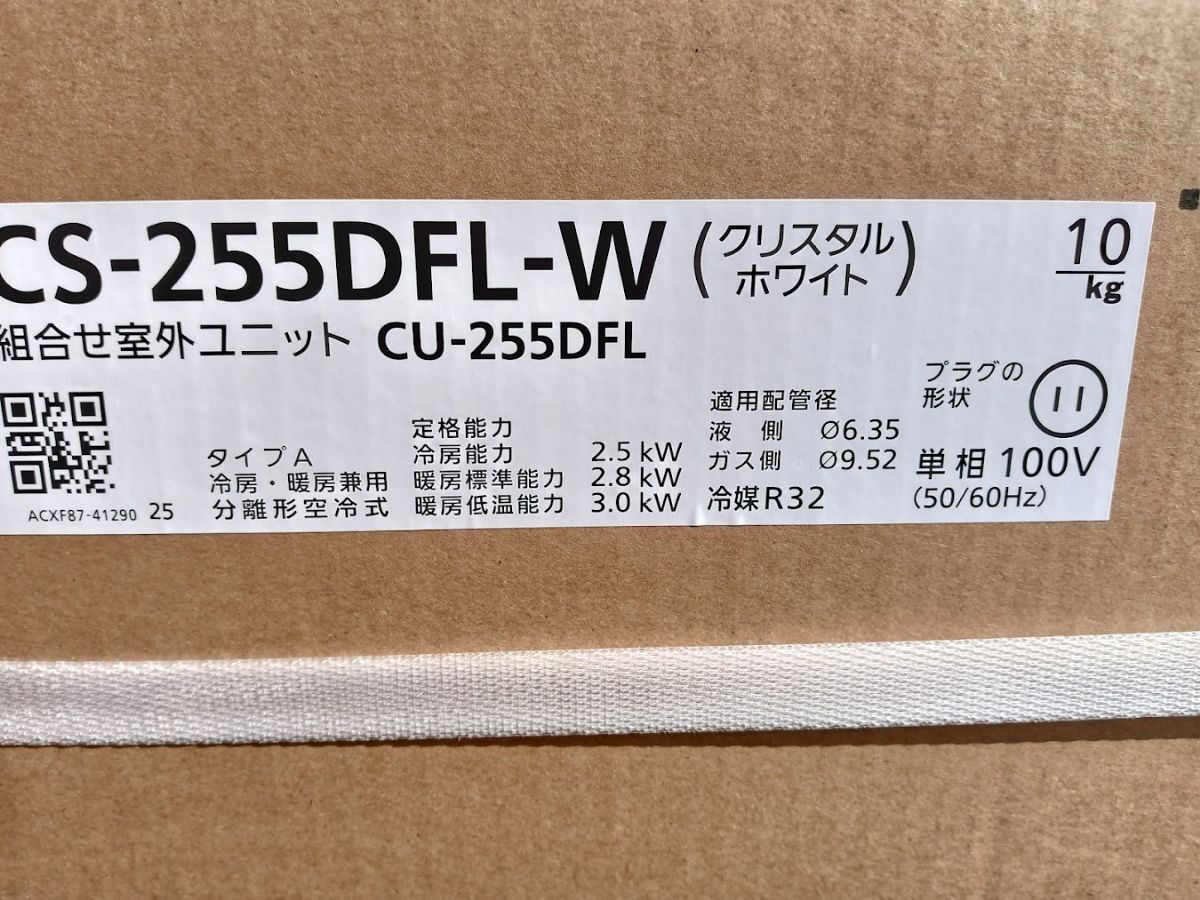 CS-255DFL-W (クリスタル
ホワイト)
10
kg
組合せ室外ユニット CU-255DFL
タイプA
冷房・暖房兼用
分離形空冷式
ACXF87-41290 25
定格能力
冷房能力 2.5 kW
暖房標準能力 2.8 kW
暖房低温能力 3.0 kW
適用配管径
液 側 Ø6.35
ガス側 Ø9.52
冷媒R32
プラグの
形状
単相 100V
(50/60Hz)